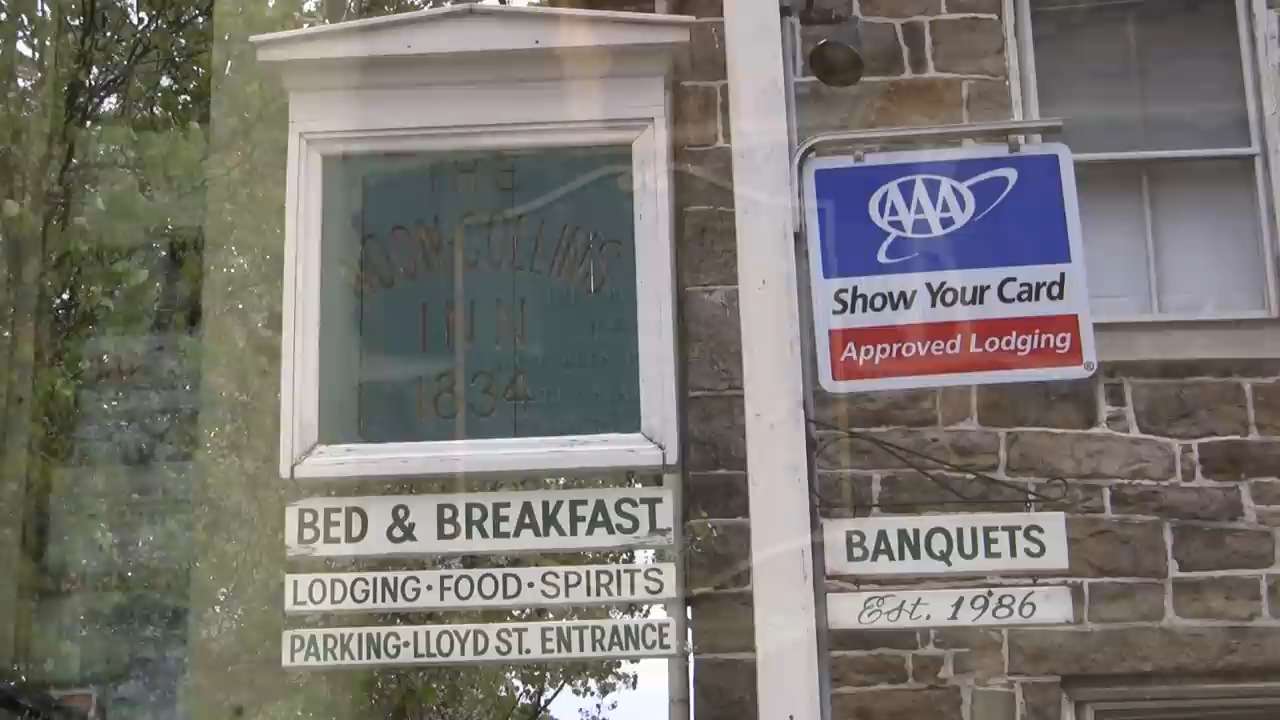 THE
INN
1834
BED & BREAKFAST
LODGING·FOOD·SPIRITS
PARKING·LLOYD ST. ENTRANCE
AAA
Show Your Card
Approved Lodging
BANQUETS
Est. 1986